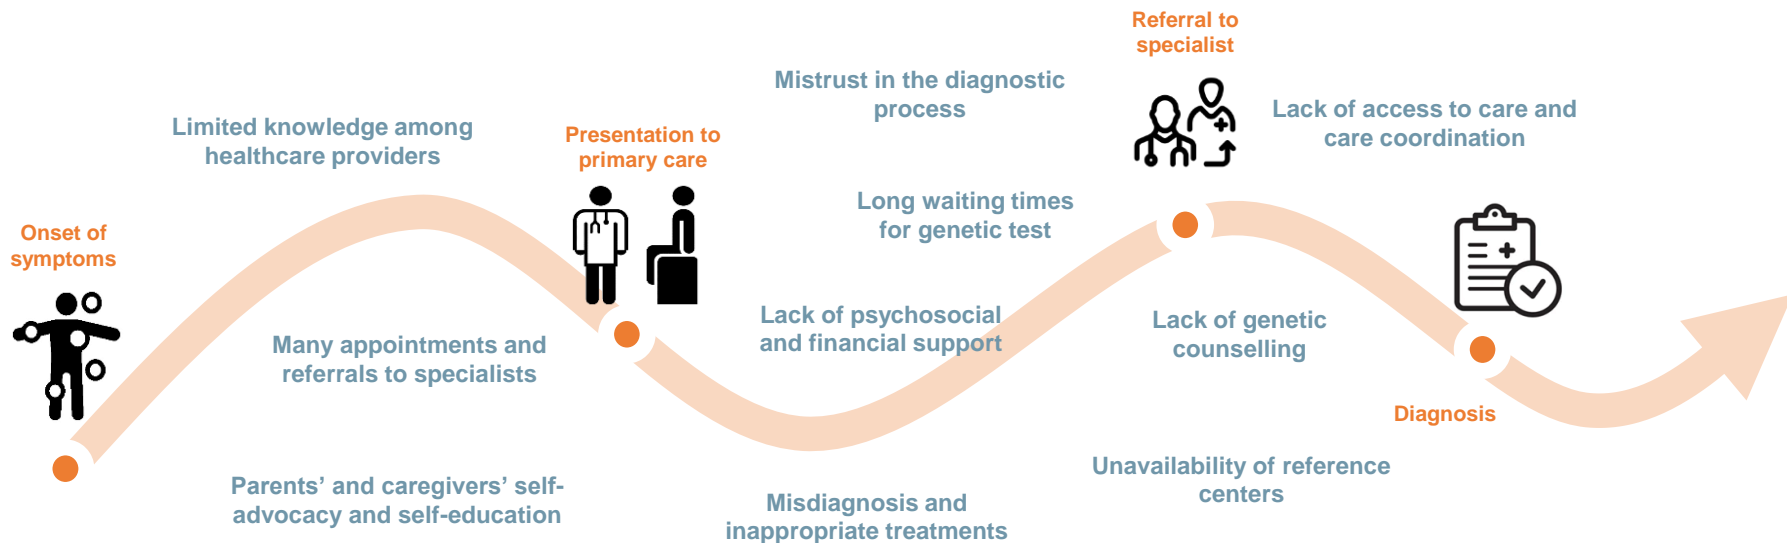 Onset of
symptoms
Limited knowledge among
healthcare providers
Many appointments and
referrals to specialists
Parents’ and caregivers’ self-
advocacy and self-education
Presentation to
primary care
Mistrust in the diagnostic
process
Long waiting times
for genetic test
Lack of psychosocial
and financial support
Misdiagnosis and
inappropriate treatments
Referral to
specialist
Lack of access to care and
care coordination
Lack of genetic
counselling
Unavailability of reference
centers
Diagnosis